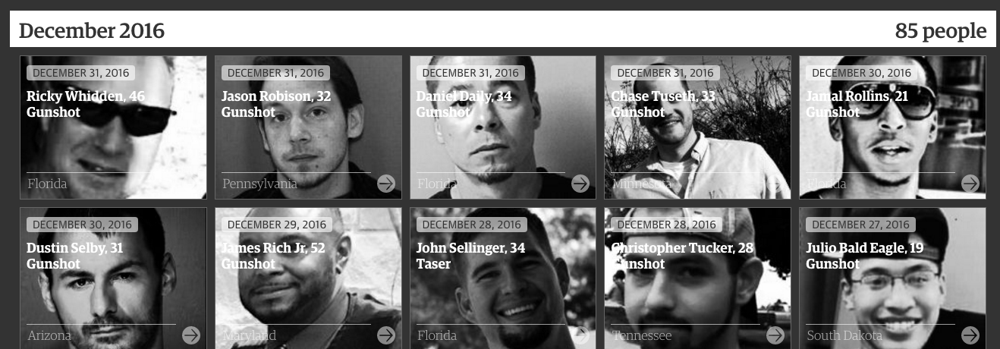 December 2016
85 people
DECEMBER 31, 2016
Ricky Whidden, 46
Gunshot
Florida
DECEMBER 31, 2016
Jason Robison, 32
Gunshot
Pennsylvania
DECEMBER 31, 2016
Daniel Daily, 34
Gunshot
Florida
DECEMBER 31, 2016
Chase Tuseth, 33
Gunshot
Minnesota
DECEMBER 30, 2016
Jamal Rollins, 21
Gunshot
Florida
DECEMBER 30, 2016
Dustin Selby, 31
Gunshot
Arizona
DECEMBER 29, 2016
James Rich Jr, 52
Gunshot
Maryland
DECEMBER 28, 2016
John Sellinger, 34
Taser
Florida
DECEMBER 28, 2016
Christopher Tucker, 28
Gunshot
Tennessee
DECEMBER 27, 2016
Julio Bald Eagle, 19
Gunshot
South Dakota